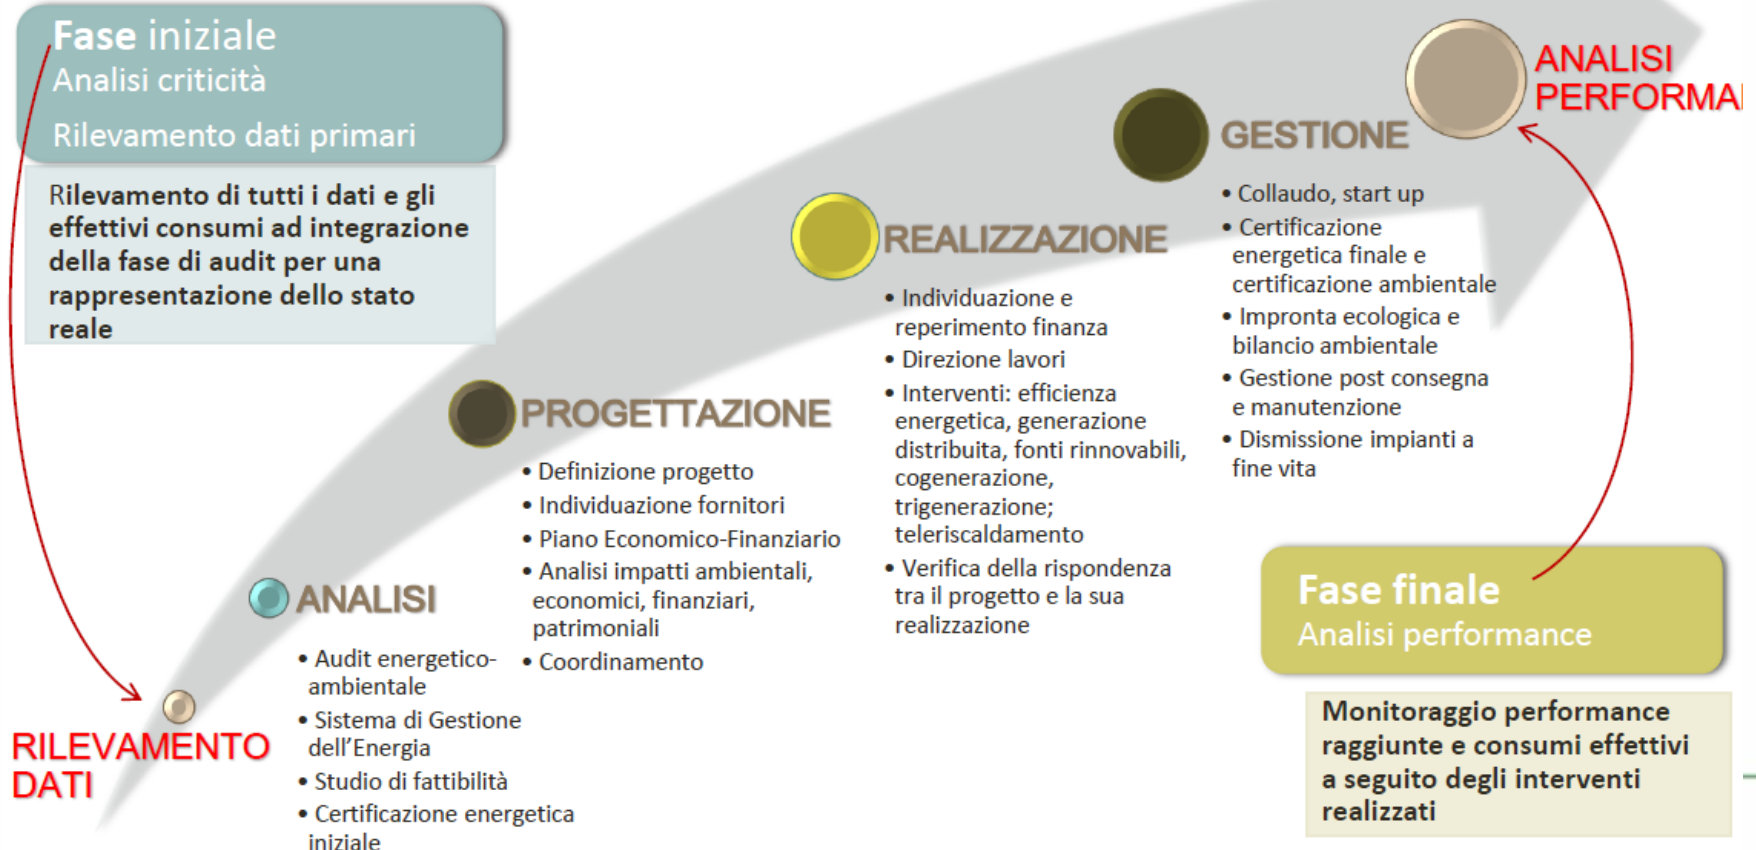 Fase iniziale
Analisi criticità
Rilevamento dati primari
Rilevamento di tutti i dati e gli
effettivi consumi ad integrazione
della fase di audit per una
rappresentazione dello stato
reale
RILEVAMENTO
DATI
ANALISI
• Audit energetico-
ambientale
• Sistema di Gestione
dell'Energia
• Studio di fattibilità
• Certificazione energetica
iniziale
PROGETTAZIONE
• Definizione progetto
• Individuazione fornitori
• Piano Economico-Finanziario
• Analisi impatti ambientali,
economici, finanziari,
patrimoniali
• Coordinamento
REALIZZAZIONE
• Individuazione e
reperimento finanza
• Direzione lavori
• Interventi: efficienza
energetica, generazione
distribuita, fonti rinnovabili,
cogenerazione,
trigenerazione;
teleriscaldamento
• Verifica della rispondenza
tra il progetto e la sua
realizzazione
GESTIONE
• Collaudo, start up
• Certificazione
energetica finale e
certificazione ambientale
• Impronta ecologica e
bilancio ambientale
• Gestione post consegna
e manutenzione
• Dismissione impianti a
fine vita
ANALISI
PERFORMA
Fase finale
Analisi performance
Monitoraggio performance
raggiunte e consumi effettivi
a seguito degli interventi
realizzati